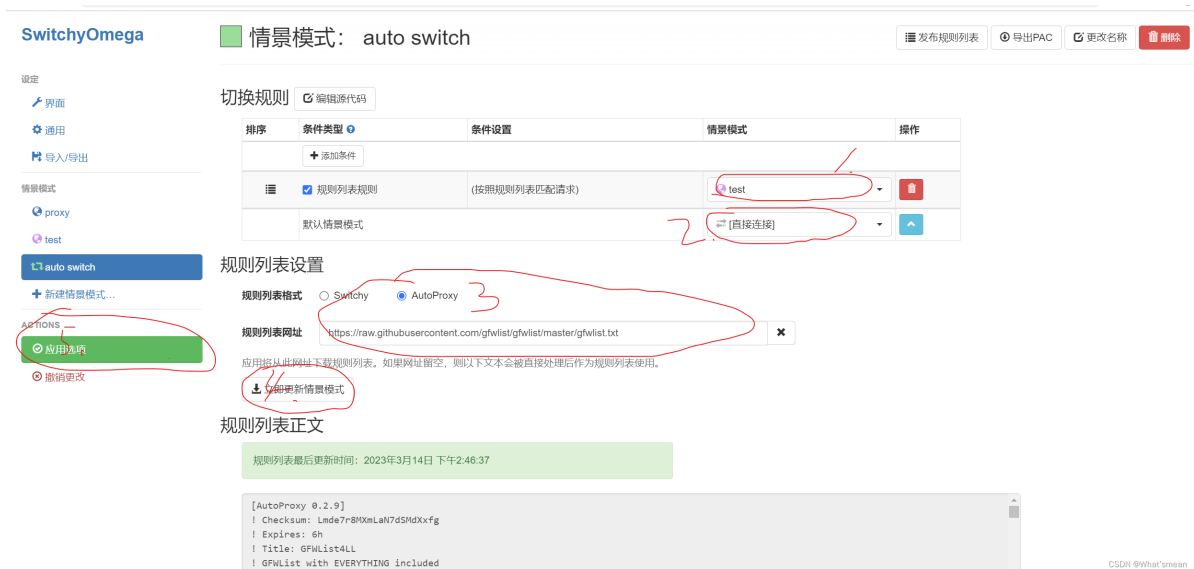 SwitchyOmega
设定
界面
通用
导入/导出
情景模式
proxy
test
auto switch
新建情景模式...
ACTIONS
应用选项
撤销更改
情景模式： auto switch
发布规则列表 导出PAC 更改名称 删除
切换规则 编辑源代码
排序 条件类型 条件设置 情景模式 操作
添加条件
规则列表规则 (按照规则列表匹配请求) test
默认情景模式 [直接连接]
1
2
规则列表设置
规则列表格式 Switchy AutoProxy
3
规则列表网址 https://raw.githubusercontent.com/gfwlist/gfwlist/master/gfwlist.txt
应用将从此网址下载规则列表。如果网址留空，则以下文本会被直接处理后作为规则列表使用。
立即更新情景模式
4
5
规则列表正文
规则列表最后更新时间：2023年3月14日 下午2:46:37
[AutoProxy 0.2.9]
! Checksum: Lmde7r8MXmLaN7dSMdXxfg
! Expires: 6h
! Title: GFWList4LL
! GFWList with EVERYTHING included
CSDN @What'smean